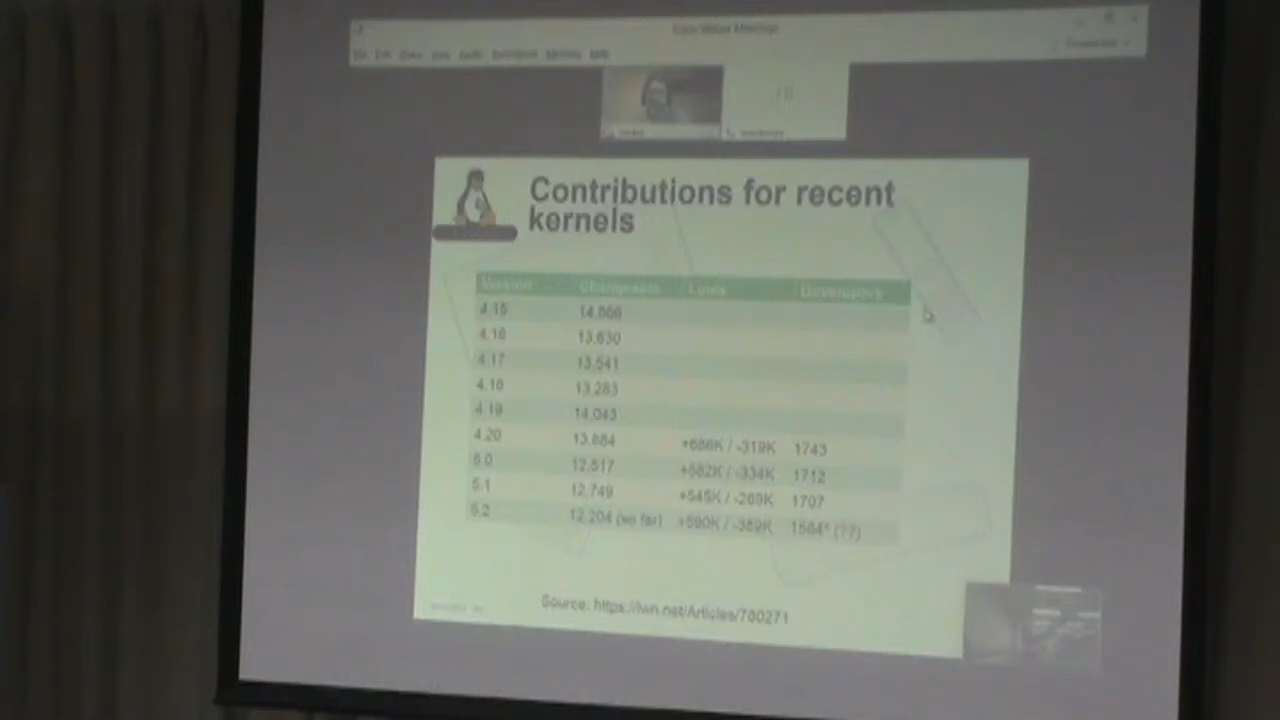 Contributions for recent
kernels
Version Changesets Lines Developers
4.15 14,866
4.16 13,630
4.17 13,541
4.18 13,283
4.19 14,043
4.20 13,884 +686K / -319K 1743
5.0 12,517 +582K / -334K 1712
5.1 12,749 +545K / -269K 1707
5.2 12,204 (so far) +590K / -389K 1564* (??)
Source: https://lwn.net/Articles/780271